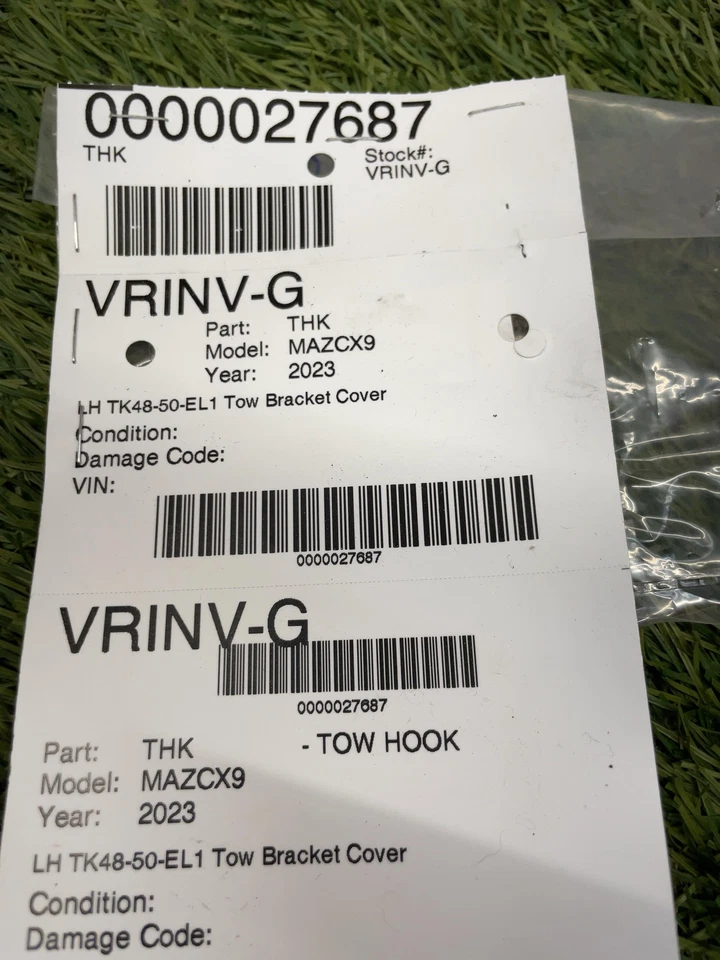 0000027687
THK
Stock#:
VRINV-G
VRINV-G
Part: THK
Model: MAZCX9
Year: 2023
LH TK48-50-EL1 Tow Bracket Cover
Condition:
Damage Code:
VIN:
0000027687
VRINV-G
0000027687
Part: THK - TOW HOOK
Model: MAZCX9
Year: 2023
LH TK48-50-EL1 Tow Bracket Cover
Condition:
Damage Code: